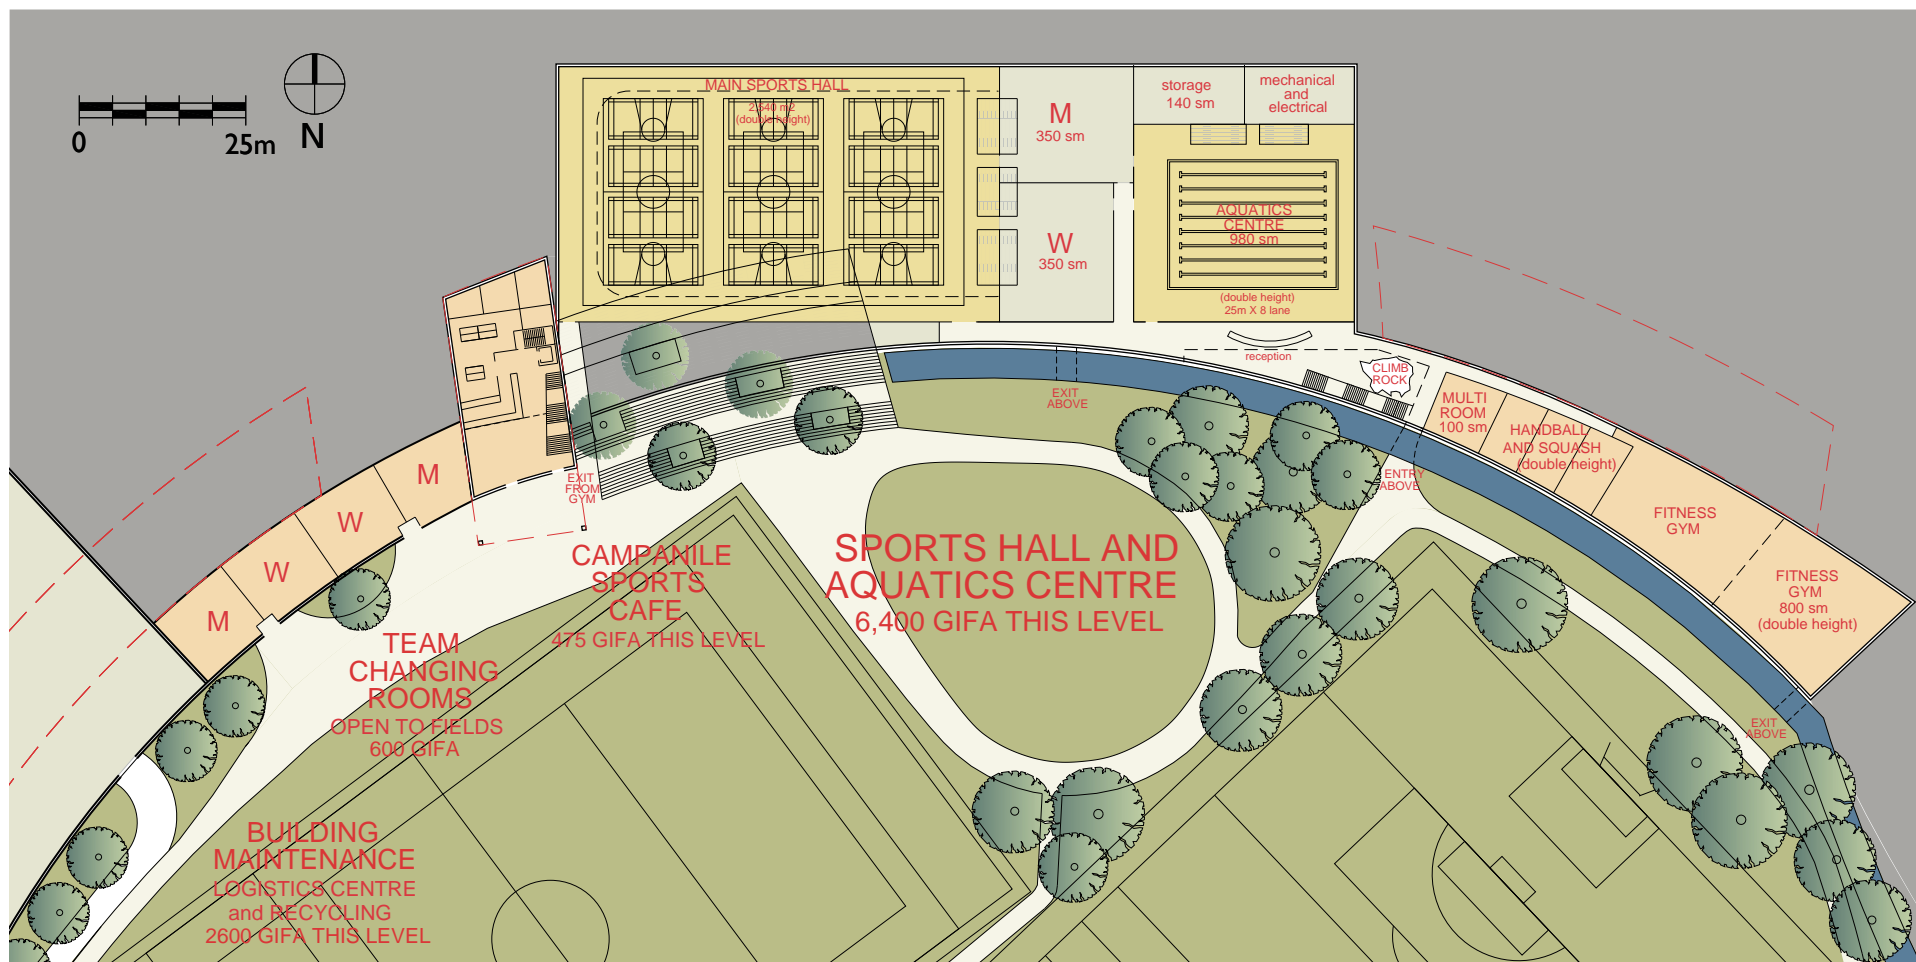 0
25m
N
MAIN SPORTS HALL
2,540 m2
(double height)
M
350 sm
W
350 sm
storage
140 sm
mechanical
and
electrical
AQUATICS
CENTRE
980 sm
(double height)
25m X 8 lane
reception
CLIMB
ROCK
EXIT
ABOVE
MULTI
ROOM
100 sm
HANDBALL
AND SQUASH
(double height)
ENTRY
ABOVE
FITNESS
GYM
FITNESS
GYM
800 sm
(double height)
EXIT
ABOVE
M
W
W
M
EXIT
FROM
GYM
CAMPANILE
SPORTS
CAFE
475 GIFA THIS LEVEL
SPORTS HALL AND
AQUATICS CENTRE
6,400 GIFA THIS LEVEL
TEAM
CHANGING
ROOMS
OPEN TO FIELDS
600 GIFA
BUILDING
MAINTENANCE
LOGISTICS CENTRE
and RECYCLING
2600 GIFA THIS LEVEL